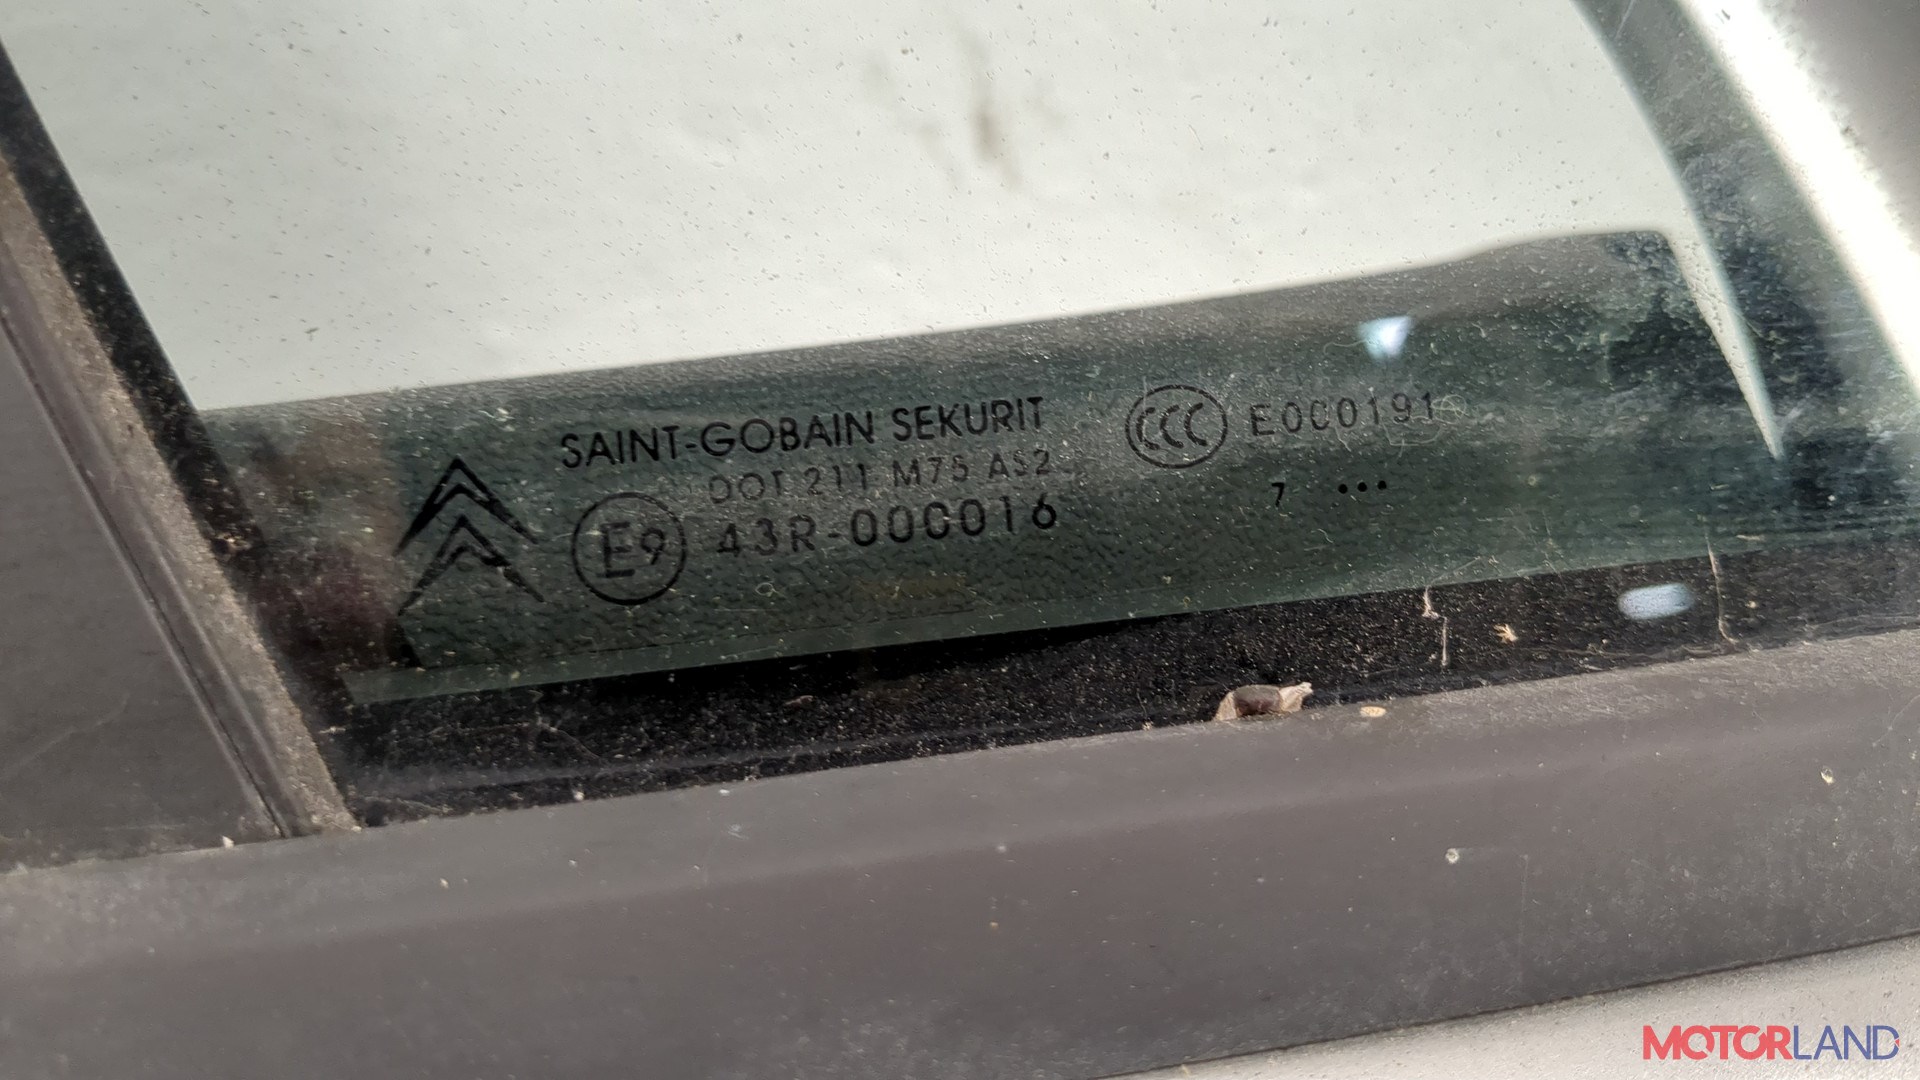 SAINT-GOBAIN SEKURIT
DOT 211 M75 AS2
E9 43R-000016
CCC E000191
7 •••
MOTORLAND